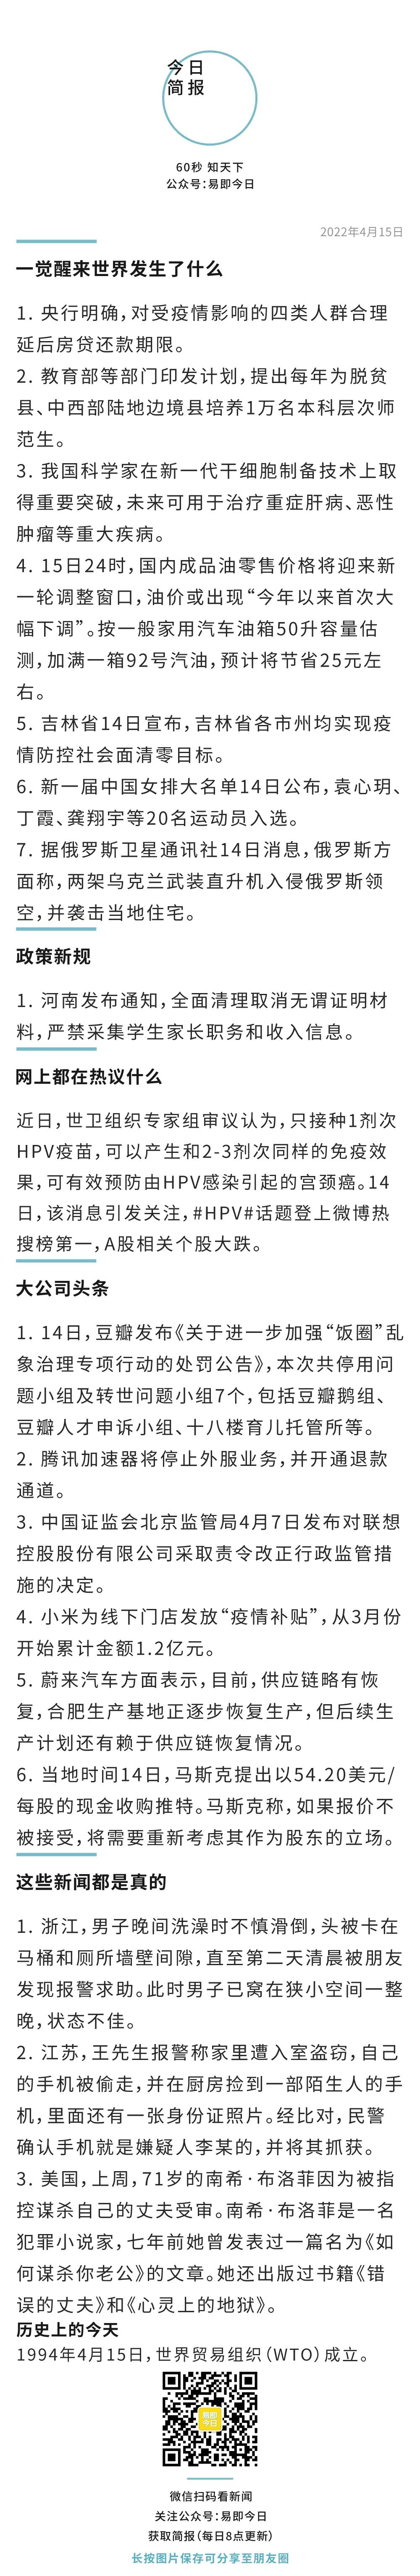 今日
简报
60秒 知天下
公众号：易即今日
2022年4月15日
一觉醒来世界发生了什么
1. 央行明确，对受疫情影响的四类人群合理
延后房贷还款期限。
2. 教育部等部门印发计划，提出每年为脱贫
县、中西部陆地边境县培养1万名本科层次师
范生。
3. 我国科学家在新一代干细胞制备技术上取
得重要突破，未来可用于治疗重症肝病、恶性
肿瘤等重大疾病。
4. 15日24时，国内成品油零售价格将迎来新
一轮调整窗口，油价或出现“今年以来首次大
幅下调”。按一般家用汽车油箱50升容量估
测，加满一箱92号汽油，预计将节省25元左
右。
5. 吉林省14日宣布，吉林省各市州均实现疫
情防控社会面清零目标。
6. 新一届中国女排大名单14日公布，袁心玥、
丁霞、龚翔宇等20名运动员入选。
7. 据俄罗斯卫星通讯社14日消息，俄罗斯方
面称，两架乌克兰武装直升机入侵俄罗斯领
空，并袭击当地住宅。
政策新规
1. 河南发布通知，全面清理取消无谓证明材
料，严禁采集学生家长职务和收入信息。
网上都在热议什么
近日，世卫组织专家组审议认为，只接种1剂次
HPV疫苗，可以产生和2-3剂次同样的免疫效
果，可有效预防由HPV感染引起的宫颈癌。14
日，该消息引发关注，#HPV#话题登上微博热
搜榜第一，A股相关个股大跌。
大公司头条
1. 14日，豆瓣发布《关于进一步加强“饭圈”乱
象治理专项行动的处罚公告》，本次共停用问
题小组及转世问题小组7个，包括豆瓣鹅组、
豆瓣人才申诉小组、十八楼育儿托管所等。
2. 腾讯加速器将停止外服业务，并开通退款
通道。
3. 中国证监会北京监管局4月7日发布对联想
控股股份有限公司采取责令改正行政监管措
施的决定。
4. 小米为线下门店发放“疫情补贴”，从3月份
开始累计金额1.2亿元。
5. 蔚来汽车方面表示，目前，供应链略有恢
复，合肥生产基地正逐步恢复生产，但后续生
产计划还有赖于供应链恢复情况。
6. 当地时间14日，马斯克提出以54.20美元/
每股的现金收购推特。马斯克称，如果报价不
被接受，将需要重新考虑其作为股东的立场。
这些新闻都是真的
1. 浙江，男子晚间洗澡时不慎滑倒，头被卡在
马桶和厕所墙壁间隙，直至第二天清晨被朋友
发现报警求助。此时男子已窝在狭小空间一整
晚，状态不佳。
2. 江苏，王先生报警称家里遭入室盗窃，自己
的手机被偷走，并在厨房捡到一部陌生人的手
机，里面还有一张身份证照片。经比对，民警
确认手机就是嫌疑人李某的，并将其抓获。
3. 美国，上周，71岁的南希·布洛菲因为被指
控谋杀自己的丈夫受审。南希·布洛菲是一名
犯罪小说家，七年前她曾发表过一篇名为《如
何谋杀你老公》的文章。她还出版过书籍《错
误的丈夫》和《心灵上的地狱》。
历史上的今天
1994年4月15日，世界贸易组织（WTO）成立。
易即
今日
微信扫码看新闻
关注公众号：易即今日
获取简报（每日8点更新）
长按图片保存可分享至朋友圈